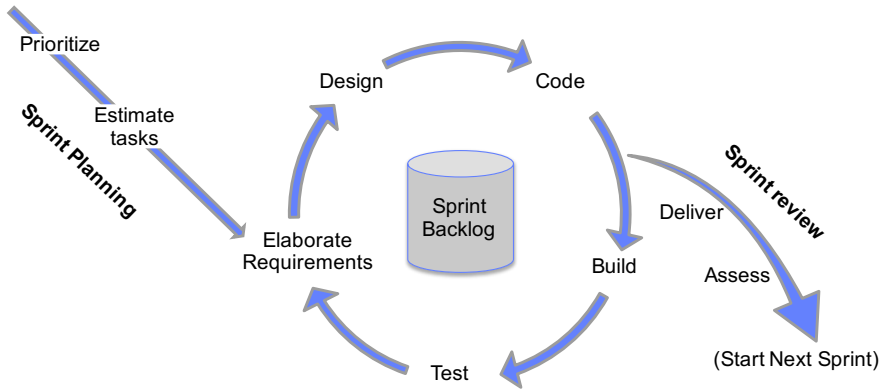 Prioritize
Estimate
tasks
Sprint Planning
Design
Code
Sprint
Backlog
Elaborate
Requirements
Build
Test
Sprint review
Deliver
Assess
(Start Next Sprint)